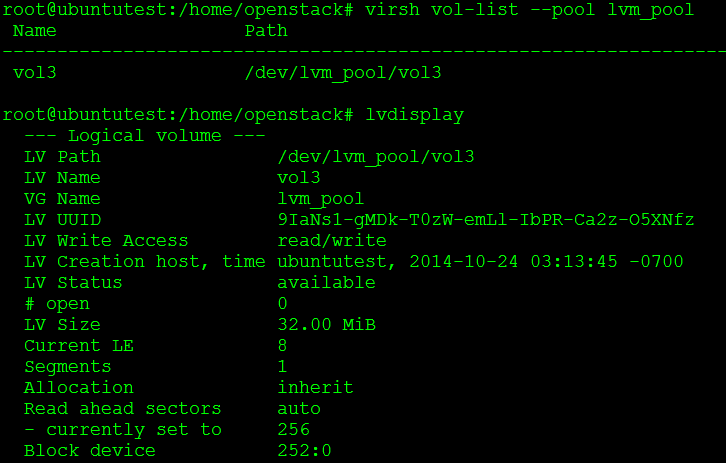 root@ubuntutest:/home/openstack# virsh vol-list --pool lvm_pool
 Name                 Path
------------------------------------------------------------------
 vol3                 /dev/lvm_pool/vol3

root@ubuntutest:/home/openstack# lvdisplay
  --- Logical volume ---
  LV Path                /dev/lvm_pool/vol3
  LV Name                vol3
  VG Name                lvm_pool
  LV UUID                9IaNs1-gMDk-T0zW-emLl-IbPR-Ca2z-O5XNfz
  LV Write Access        read/write
  LV Creation host, time ubuntutest, 2014-10-24 03:13:45 -0700
  LV Status              available
  # open                 0
  LV Size                32.00 MiB
  Current LE             8
  Segments               1
  Allocation             inherit
  Read ahead sectors     auto
  - currently set to     256
  Block device           252:0